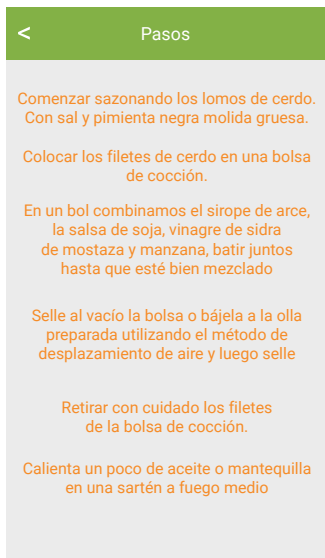 < Pasos
Comenzar sazonando los lomos de cerdo.
Con sal y pimienta negra molida gruesa.
Colocar los filetes de cerdo en una bolsa
de cocción.
En un bol combinamos el sirope de arce,
la salsa de soja, vinagre de sidra
de mostaza y manzana, batir juntos
hasta que esté bien mezclado
Selle al vacío la bolsa o bájela a la olla
preparada utilizando el método de
desplazamiento de aire y luego selle
Retirar con cuidado los filetes
de la bolsa de cocción.
Calienta un poco de aceite o mantequilla
en una sartén a fuego medio